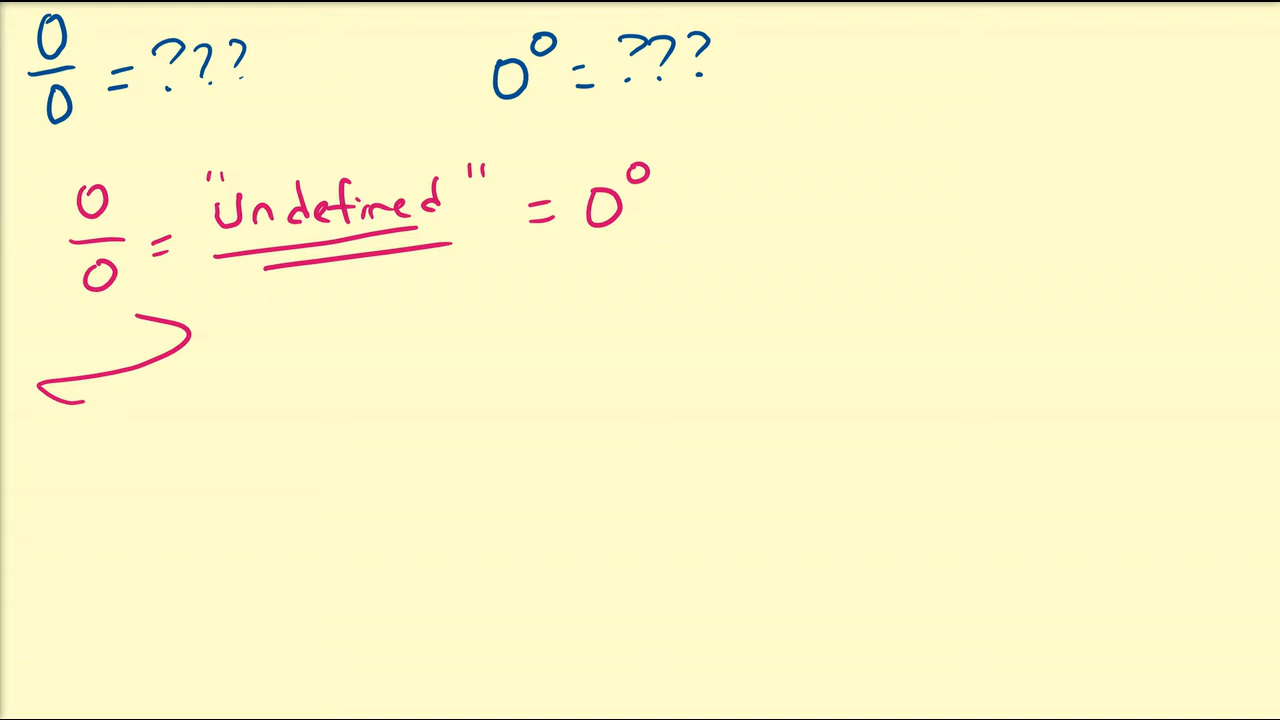 0/0 = ??? 0⁰ = ???
0/0 = "Undefined" = 0⁰